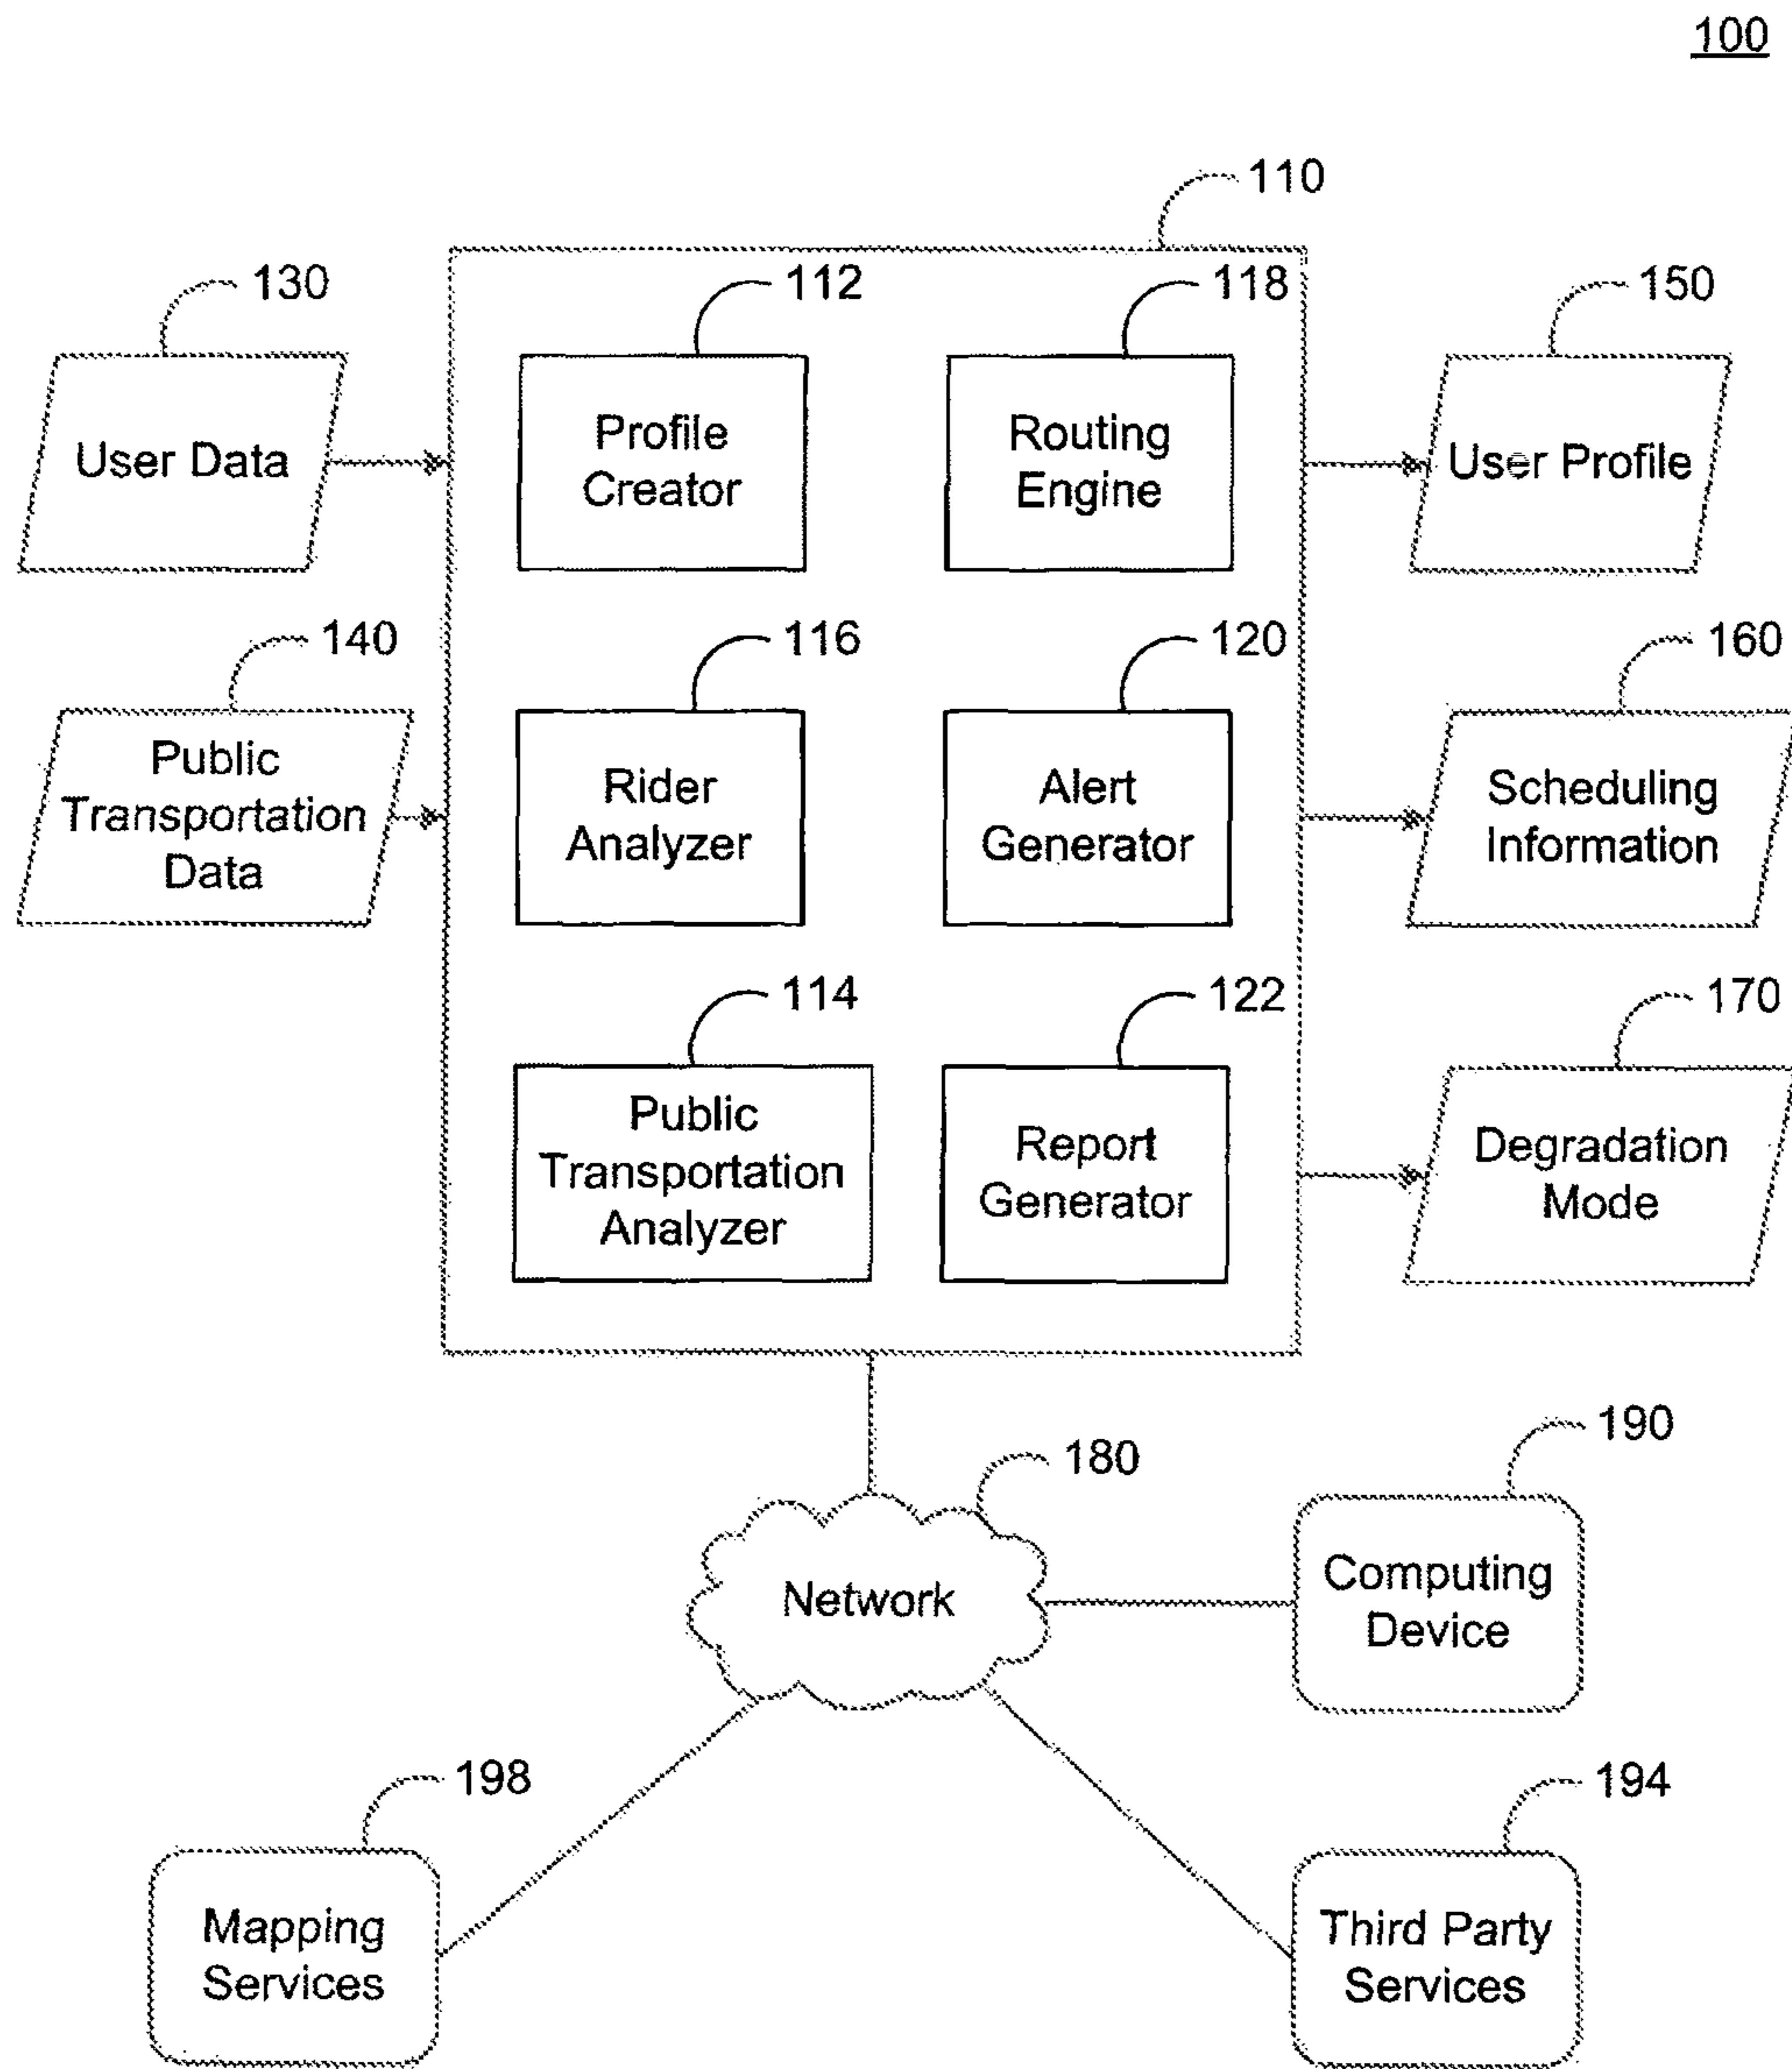 100
110
130
112
118
150
User Data
Profile
Creator
Routing
Engine
User Profile
140
116
120
160
Public
Transportation
Data
Rider
Analyzer
Alert
Generator
Scheduling
Information
114
122
170
Public
Transportation
Analyzer
Report
Generator
Degradation
Mode
190
180
Network
Computing
Device
198
194
Mapping
Services
Third Party
Services